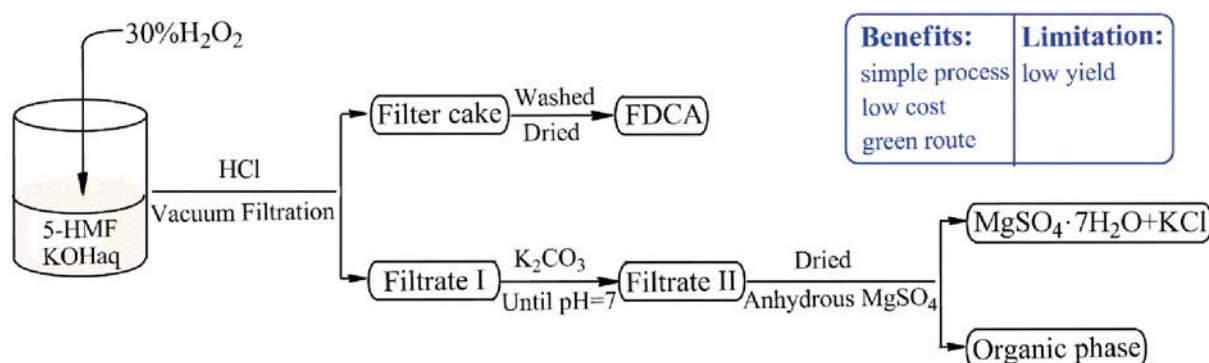 30%H₂O₂
5-HMF
KOHaq
HCl
Vacuum Filtration
Filter cake
Washed
Dried
FDCA
Filtrate I
K₂CO₃
Until pH=7
Filtrate II
Dried
Anhydrous MgSO₄
MgSO₄·7H₂O+KCl
Organic phase
Benefits:
simple process
low cost
green route
Limitation:
low yield